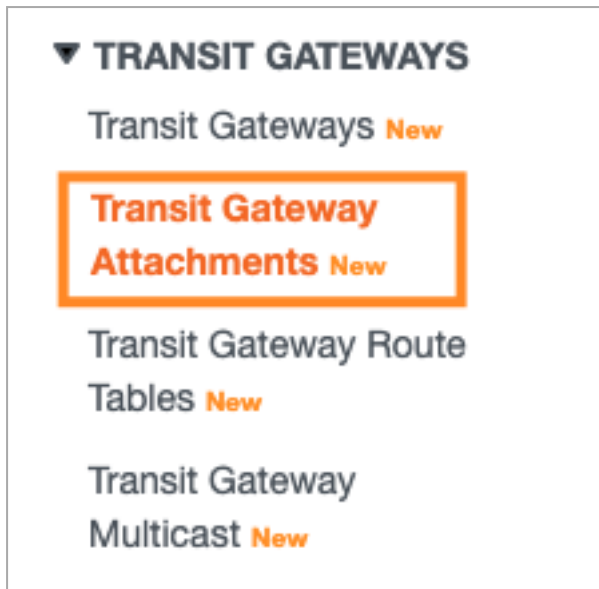 TRANSIT GATEWAYS
Transit Gateways New
Transit Gateway
Attachments New
Transit Gateway Route
Tables New
Transit Gateway
Multicast New